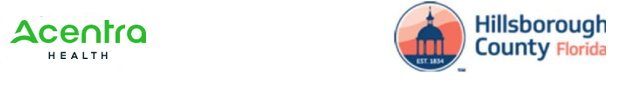 Acentra
HEALTH
Hillsborough
County Florida
EST. 1834